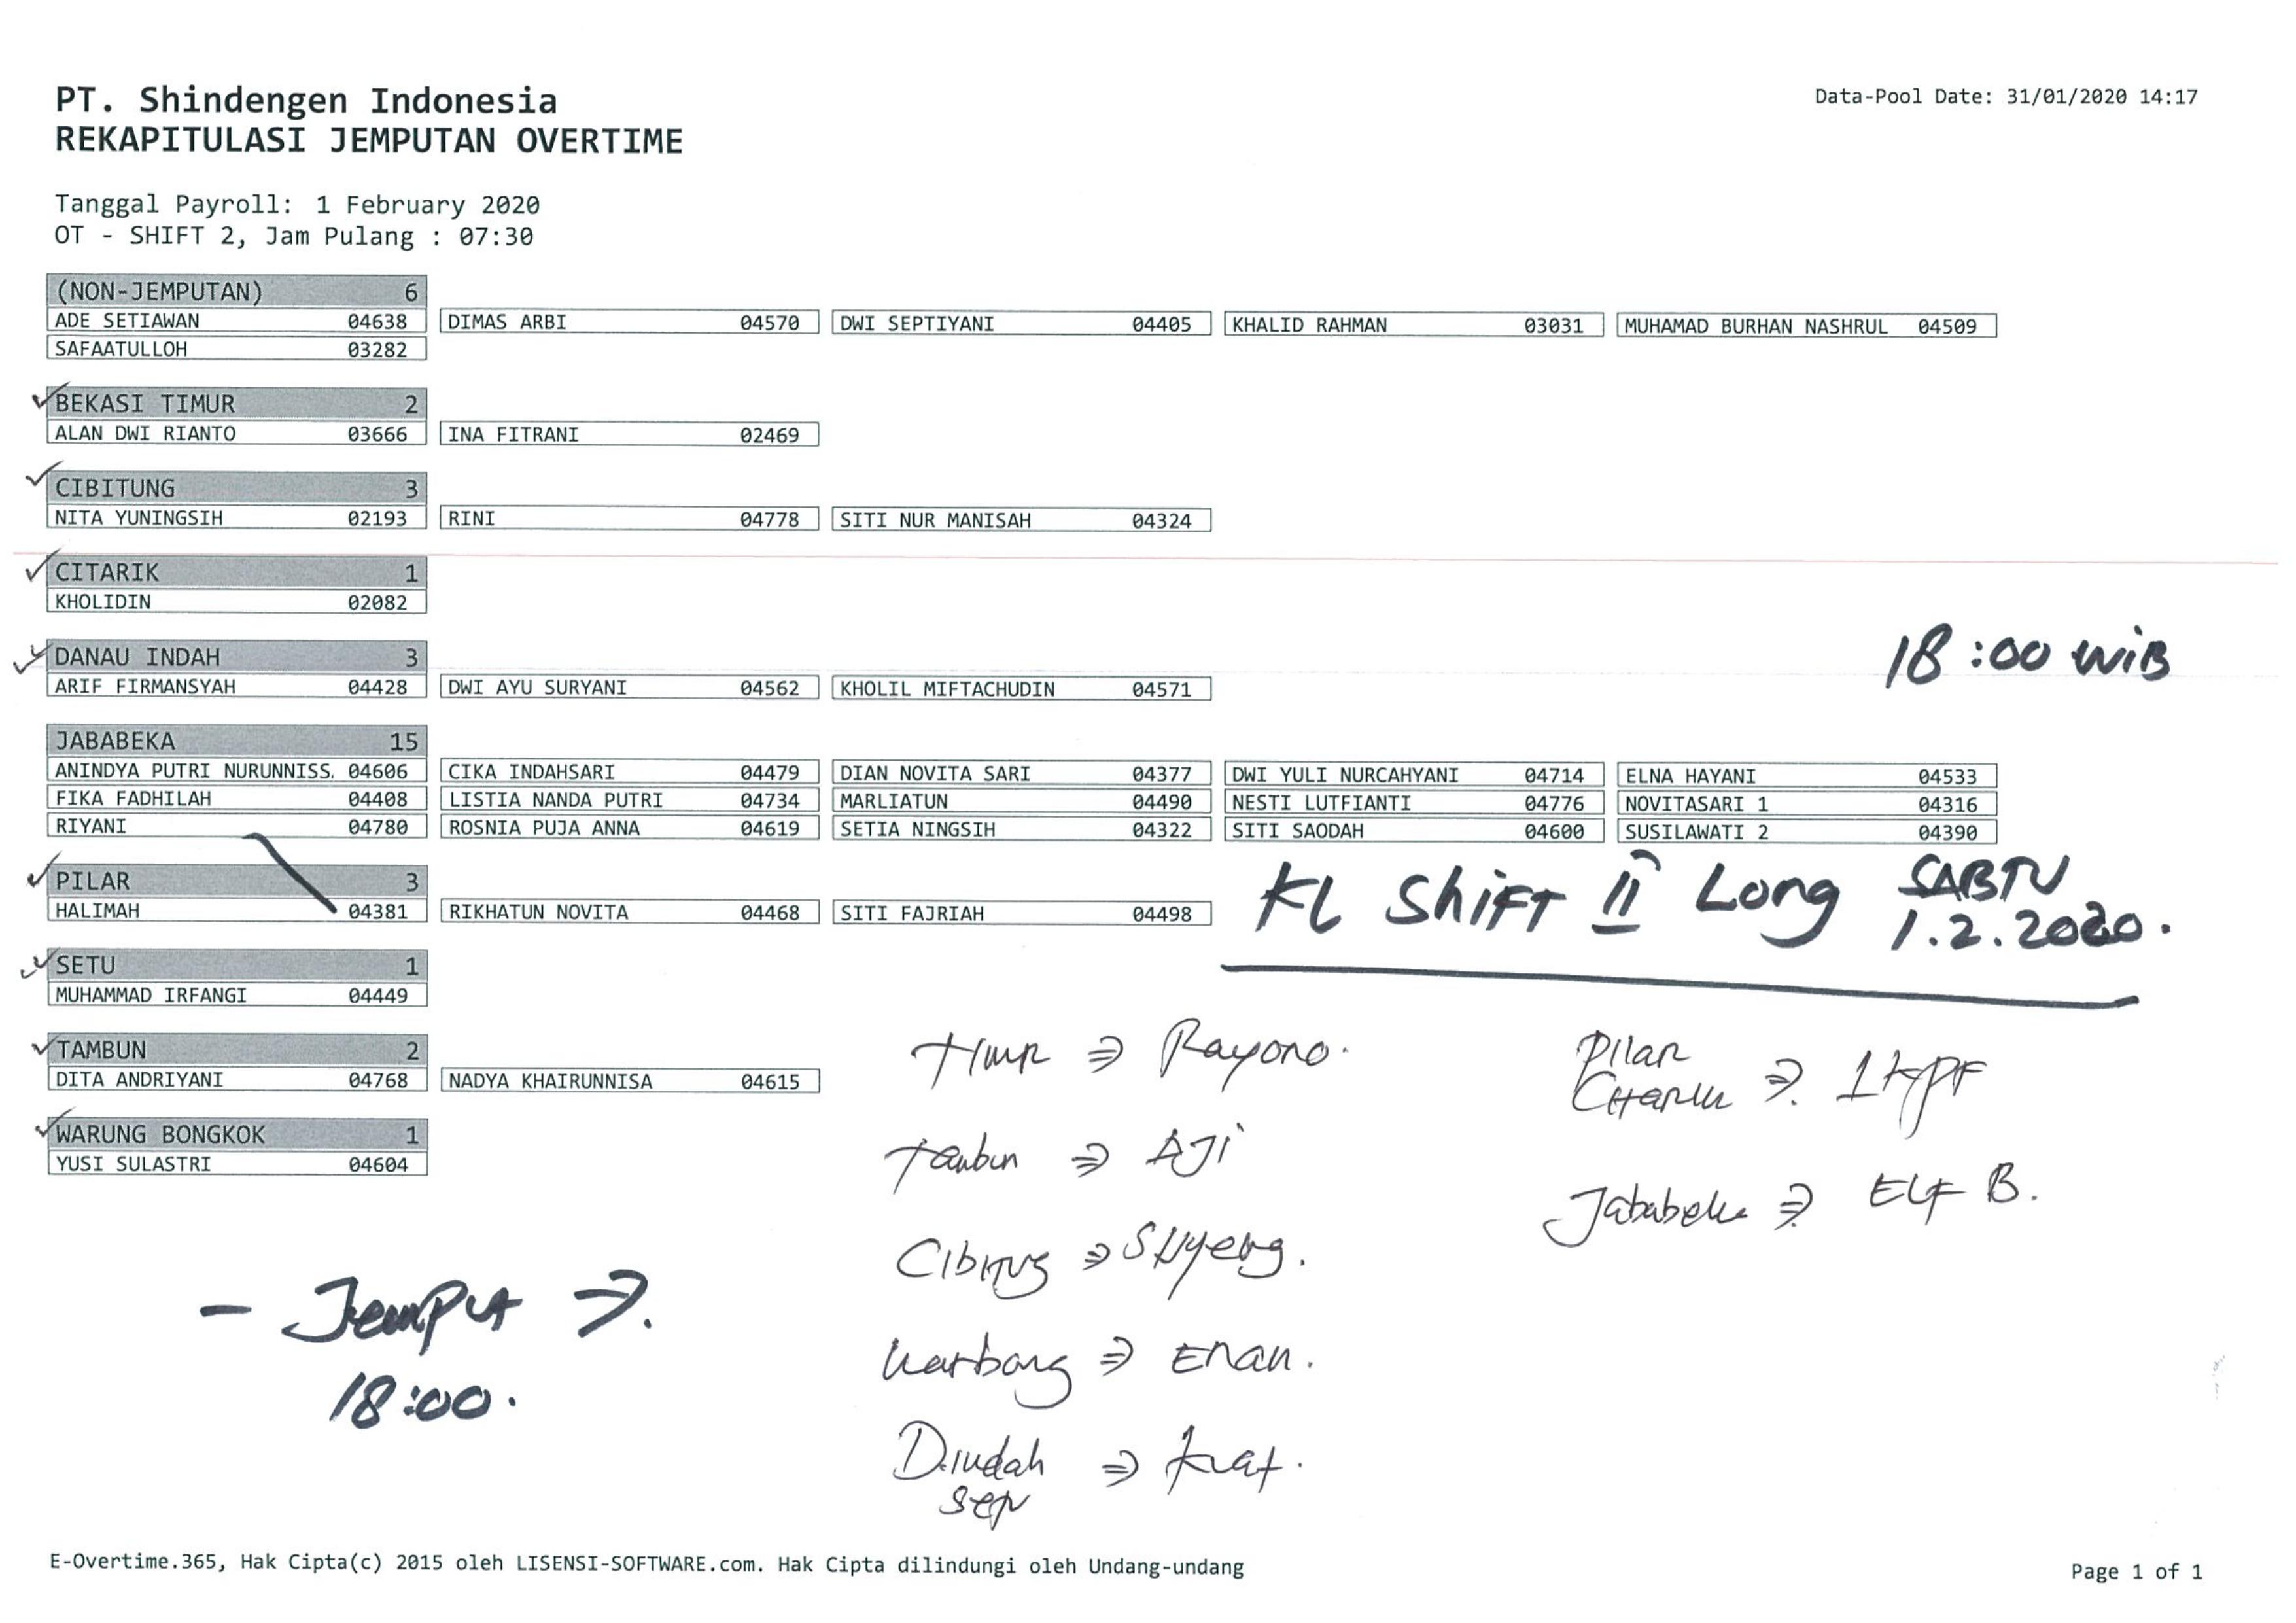 PT. Shindengen Indonesia
REKAPITULASI JEMPUTAN OVERTIME
Data-Pool Date: 31/01/2020 14:17
Tanggal Payroll: 1 February 2020
OT - SHIFT 2, Jam Pulang : 07:30
(NON-JEMPUTAN) 6
ADE SETIAWAN 04638 DIMAS ARBI 04570 DWI SEPTIYANI 04405 KHALID RAHMAN 03031 MUHAMAD BURHAN NASHRUL 04509
SAFAATULLOH 03282
BEKASI TIMUR 2
ALAN DWI RIANTO 03666 INA FITRANI 02469
CIBITUNG 3
NITA YUNINGSIH 02193 RINI 04778 SITI NUR MANISAH 04324
CITARIK 1
KHOLIDIN 02082
18:00 WIB
DANAU INDAH 3
ARIF FIRMANSYAH 04428 DWI AYU SURYANI 04562 KHOLIL MIFTACHUDIN 04571
JABABEKA 15
ANINDYA PUTRI NURUNNISS. 04606 CIKA INDAHSARI 04479 DIAN NOVITA SARI 04377 DWI YULI NURCAHYANI 04714 ELNA HAYANI 04533
FIKA FADHILAH 04408 LISTIA NANDA PUTRI 04734 MARLIATUN 04490 NESTI LUTFIANTI 04776 NOVITASARI 1 04316
RIYANI 04780 ROSNIA PUJA ANNA 04619 SETIA NINGSIH 04322 SITI SAODAH 04600 SUSILAWATI 2 04390
PILAR 3
HALIMAH 04381 RIKHATUN NOVITA 04468 SITI FAJRIAH 04498
KL Shift II Long SABTU
1.2.2020.
SETU 1
MUHAMMAD IRFANGI 04449
TAMBUN 2
DITA ANDRIYANI 04768 NADYA KHAIRUNNISA 04615
WARUNG BONGKOK 1
YUSI SULASTRI 04604
Timur ⇒ Rayono.
Tambun ⇒ AJi
Cibitung ⇒
Warbong ⇒ Enan.
D.indah ⇒
Pilar
Citarik ⇒
Jababeka ⇒ ELF B.
- Jemput ⇒.
18:00.
E-Overtime.365, Hak Cipta(c) 2015 oleh LISENSI-SOFTWARE.com. Hak Cipta dilindungi oleh Undang-undang
Page 1 of 1